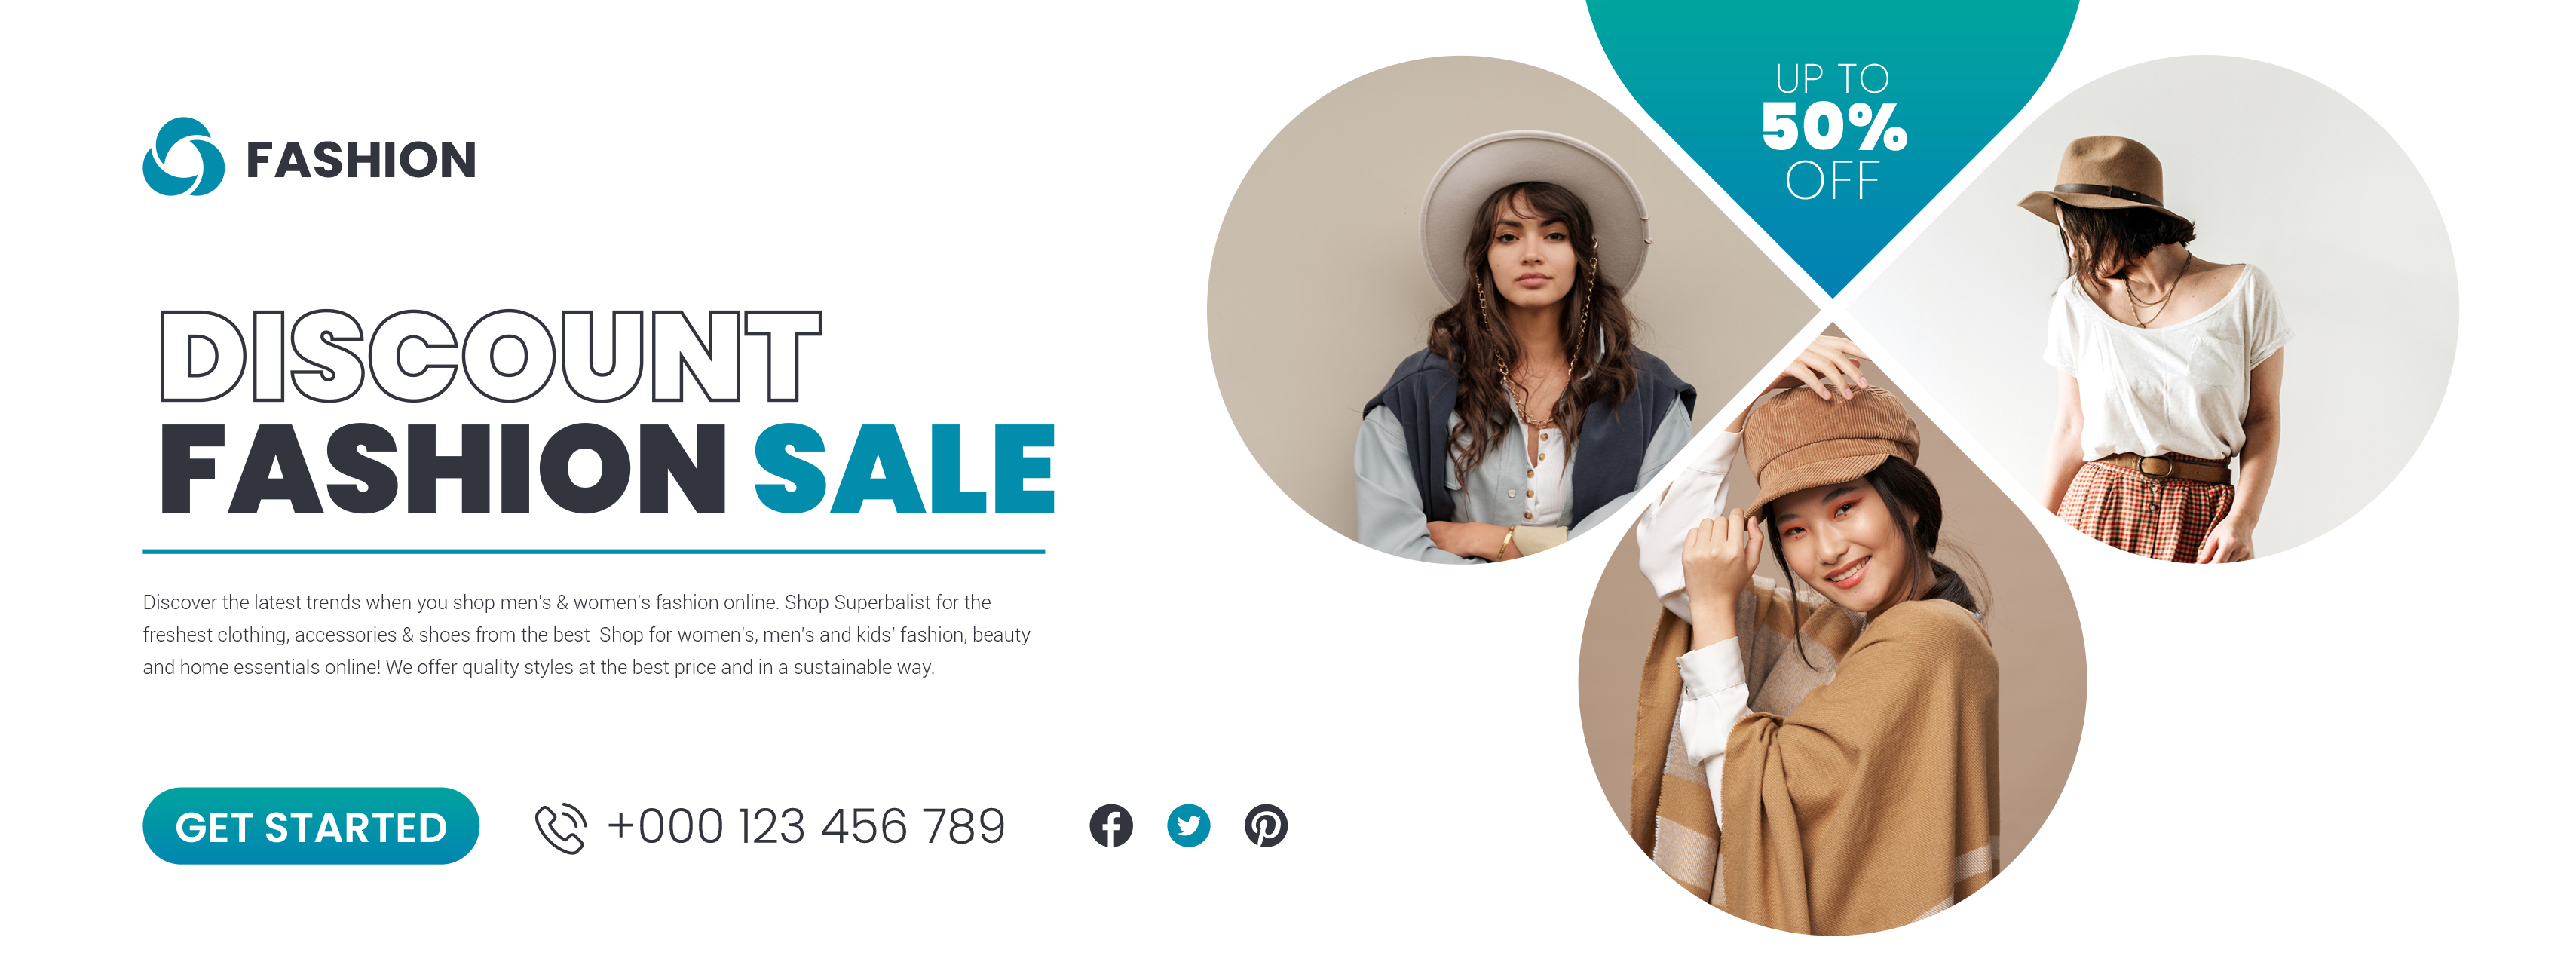 FASHION
DISCOUNT
FASHION SALE
Discover the latest trends when you shop men's & women's fashion online. Shop Superbalist for the
freshest clothing, accessories & shoes from the best  Shop for women's, men's and kids' fashion, beauty
and home essentials online! We offer quality styles at the best price and in a sustainable way.
GET STARTED
+000 123 456 789
UP TO
50%
OFF